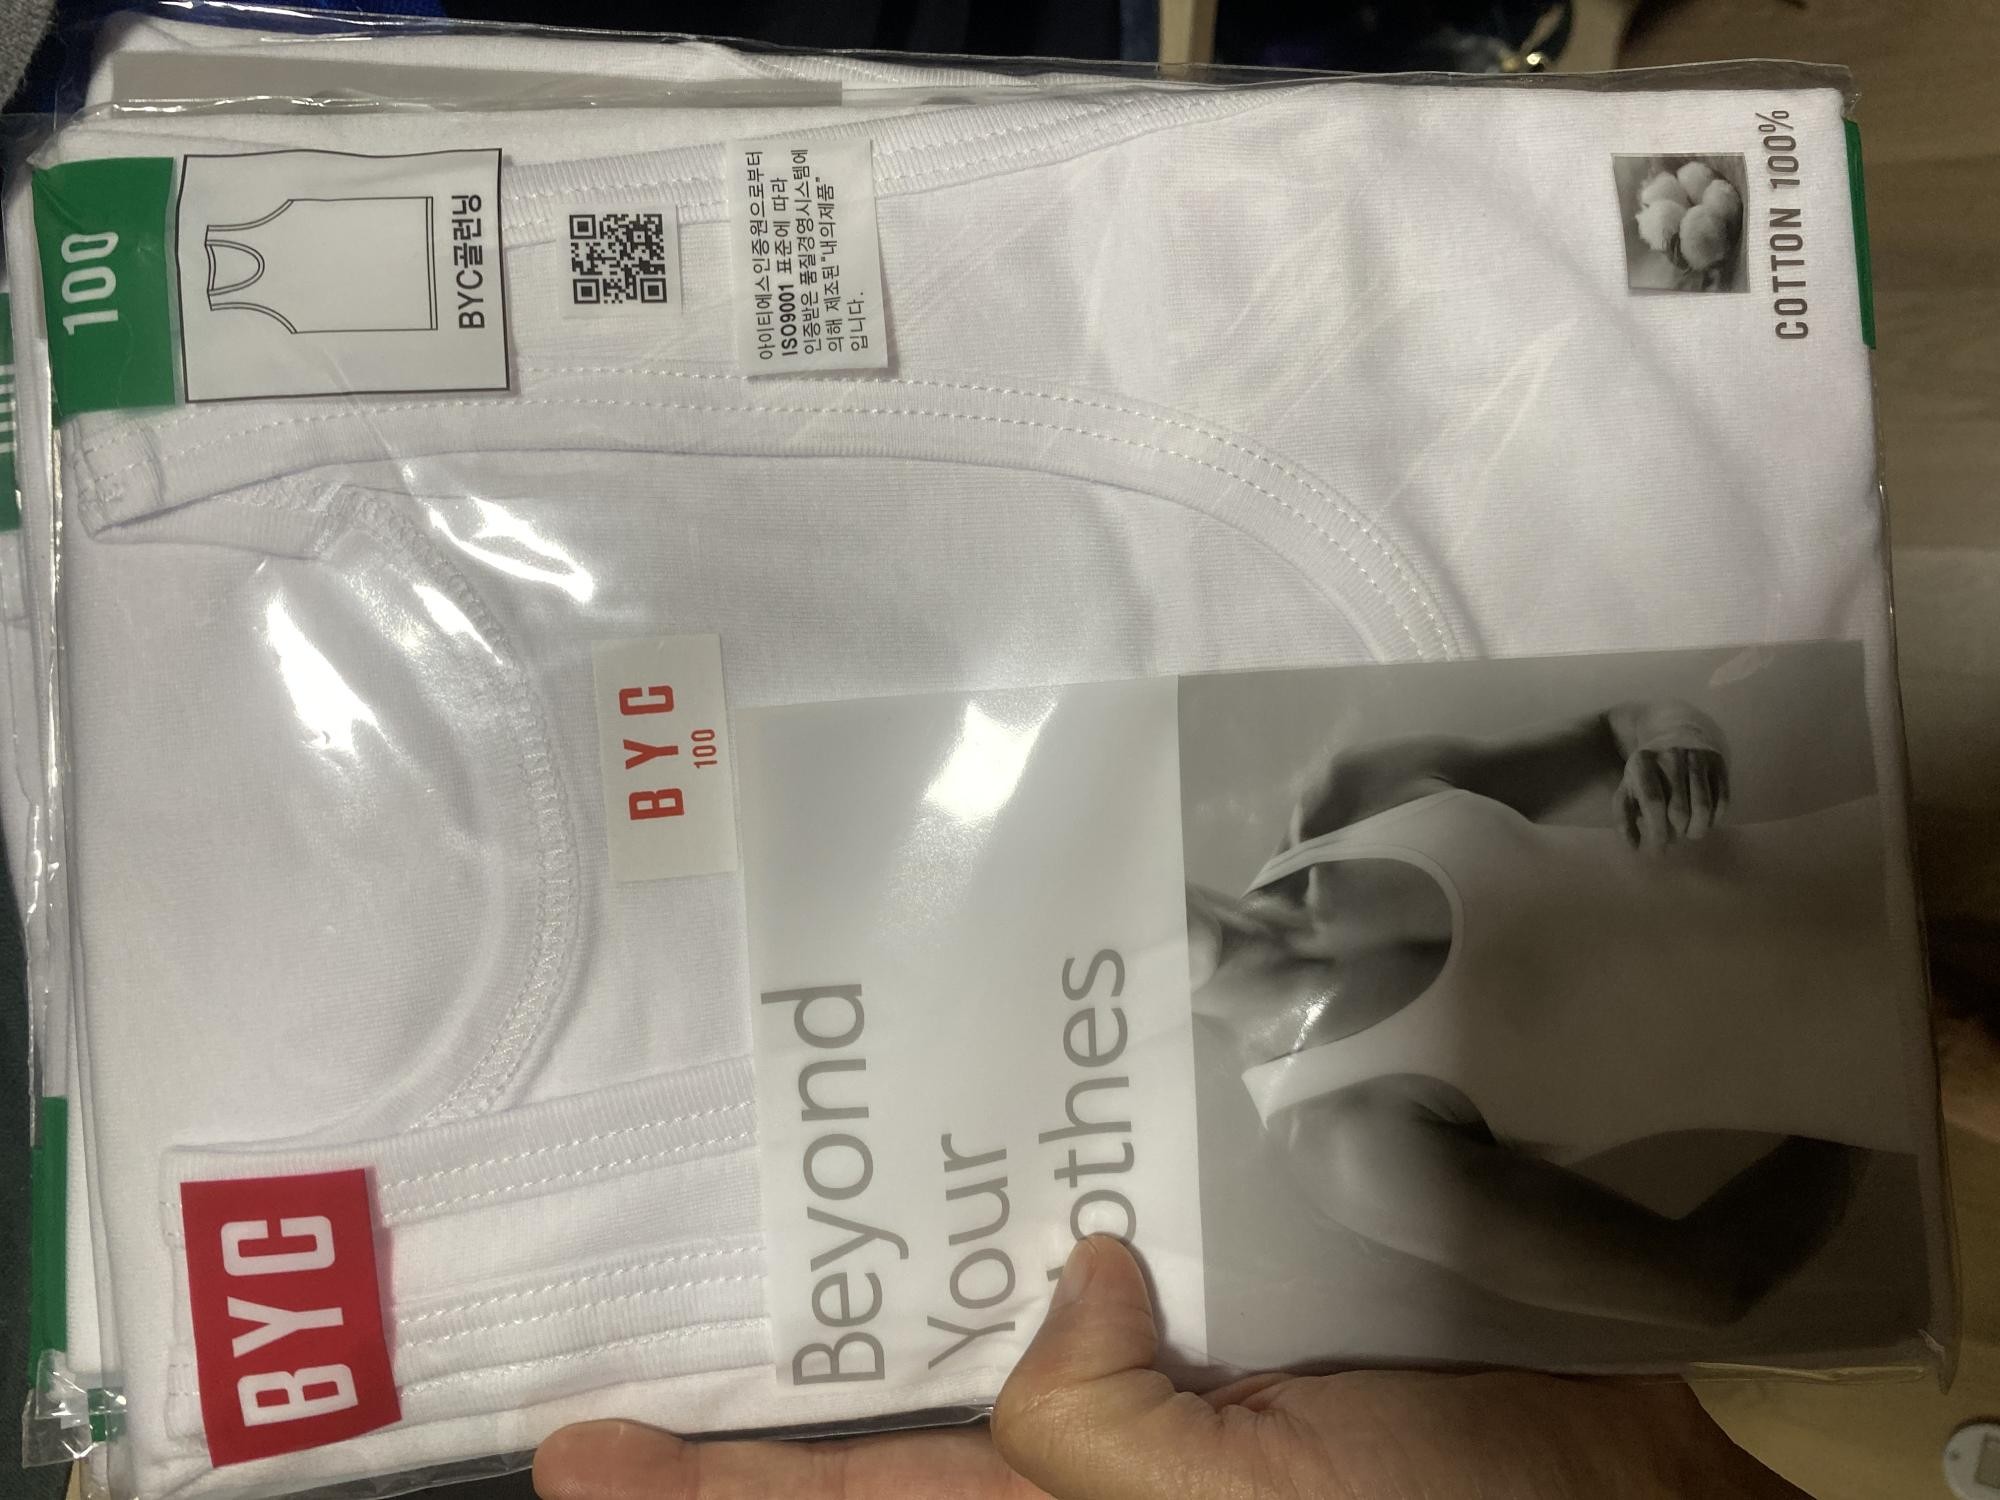 100
BYC골런닝
아이티에스인증원으로부터
ISO9001 표준에 따라
인증받은 품질경영시스템에
의해 제조된 "내의제품"
입니다.
COTTON 100%
BYC
100
BYC
Beyond
Your
lothes